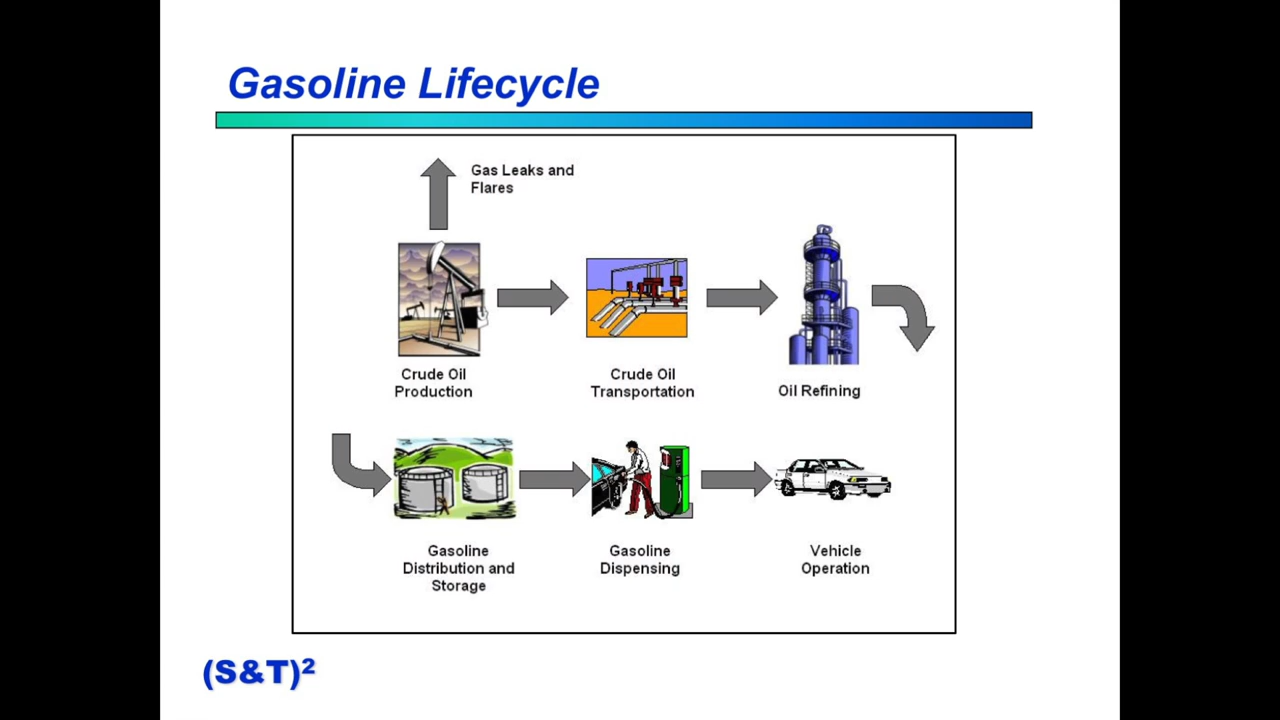 Gasoline Lifecycle
Gas Leaks and
Flares
Crude Oil
Production
Crude Oil
Transportation
Oil Refining
Gasoline
Distribution and
Storage
Gasoline
Dispensing
Vehicle
Operation
(S&T)²